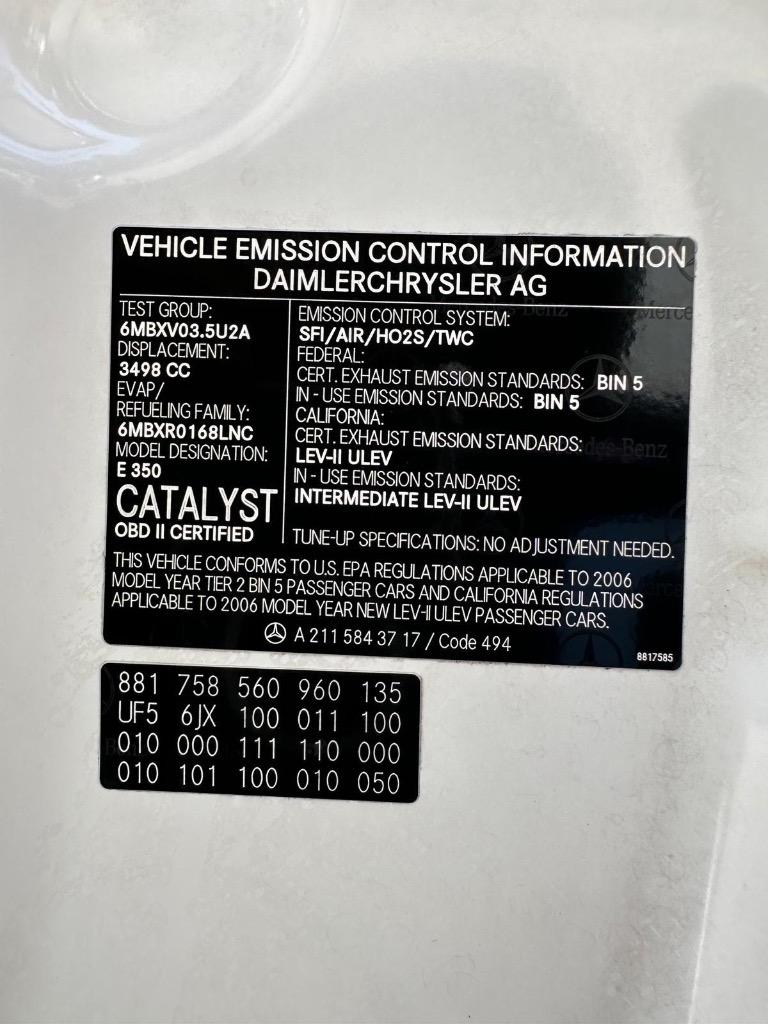 VEHICLE EMISSION CONTROL INFORMATION
DAIMLERCHRYSLER AG
TEST GROUP:
6MBXV03.5U2A
DISPLACEMENT:
3498 CC
EVAP/
REFUELING FAMILY:
6MBXR0168LNC
MODEL DESIGNATION:
E 350
CATALYST
OBD II CERTIFIED
EMISSION CONTROL SYSTEM:
SFI/AIR/HO2S/TWC
FEDERAL:
CERT. EXHAUST EMISSION STANDARDS: BIN 5
IN - USE EMISSION STANDARDS: BIN 5
CALIFORNIA:
CERT. EXHAUST EMISSION STANDARDS:
LEV-II ULEV
IN - USE EMISSION STANDARDS:
INTERMEDIATE LEV-II ULEV
TUNE-UP SPECIFICATIONS: NO ADJUSTMENT NEEDED.
THIS VEHICLE CONFORMS TO U.S. EPA REGULATIONS APPLICABLE TO 2006
MODEL YEAR TIER 2 BIN 5 PASSENGER CARS AND CALIFORNIA REGULATIONS
APPLICABLE TO 2006 MODEL YEAR NEW LEV-II ULEV PASSENGER CARS.
A 211 584 37 17 / Code 494
8817585
881 758 560 960 135
UF5 6JX 100 011 100
010 000 111 110 000
010 101 100 010 050